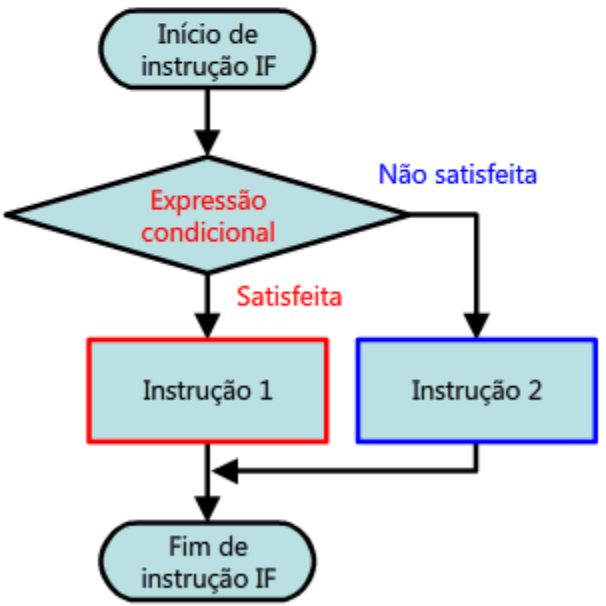 Início de
instrução IF
Não satisfeita
Expressão
condicional
Satisfeita
Instrução 1
Instrução 2
Fim de
instrução IF